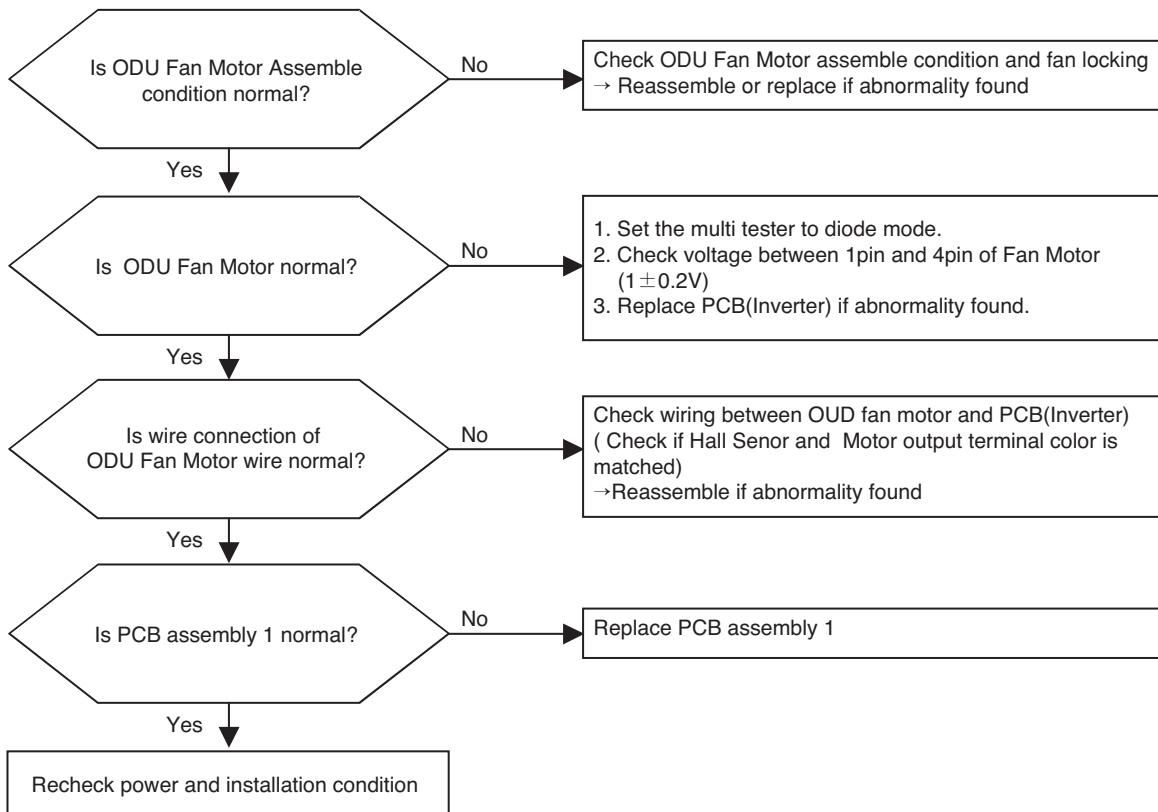 Is ODU Fan Motor Assemble
condition normal?
No
Check ODU Fan Motor assemble condition and fan locking
→ Reassemble or replace if abnormality found
Yes
Is ODU Fan Motor normal?
No
1. Set the multi tester to diode mode.
2. Check voltage between 1pin and 4pin of Fan Motor
(1±0.2V)
3. Replace PCB(Inverter) if abnormality found.
Yes
Is wire connection of
ODU Fan Motor wire normal?
No
Check wiring between OUD fan motor and PCB(Inverter)
( Check if Hall Senor and Motor output terminal color is
matched)
→Reassemble if abnormality found
Yes
Is PCB assembly 1 normal?
No
Replace PCB assembly 1
Yes
Recheck power and installation condition